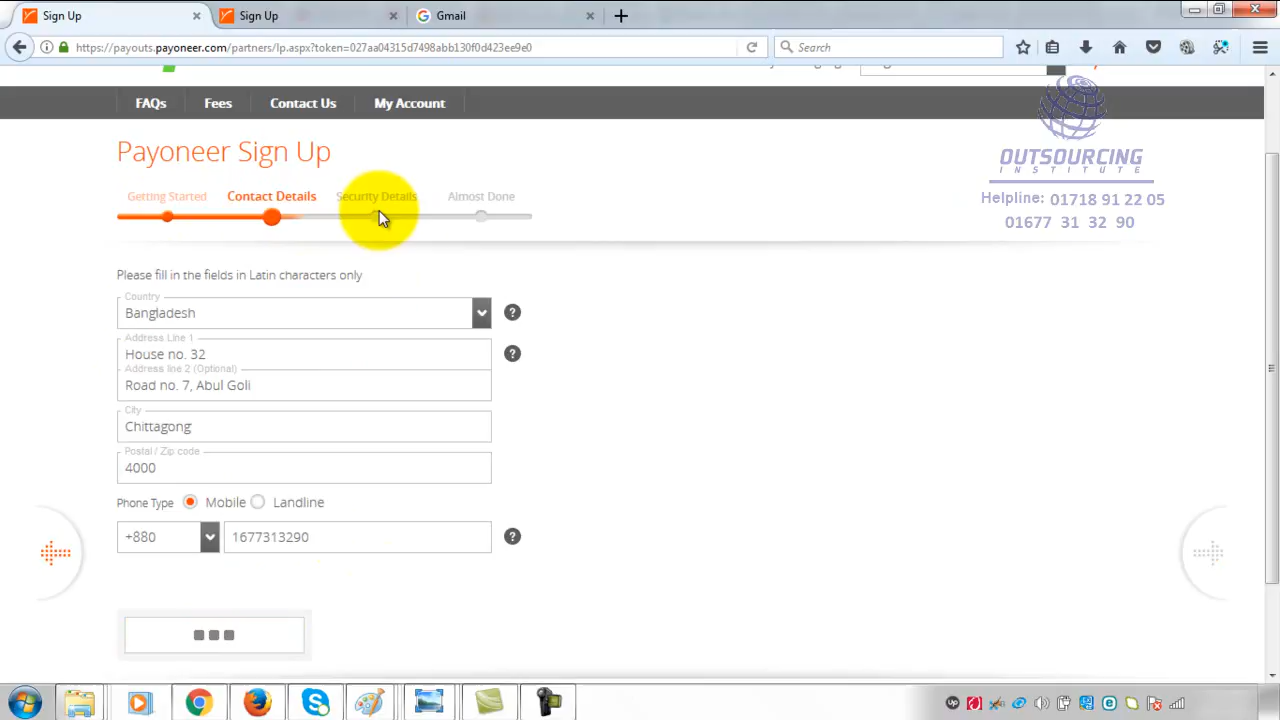 Sign Up
Sign Up
Gmail
https://payouts.payoneer.com/partners/lp.aspx?token=027aa04315d7498abb130f0d423ee9e0
Search
FAQs Fees Contact Us My Account
OUTSOURCING
INSTITUTE
Helpline: 01718 91 22 05
01677 31 32 90
Payoneer Sign Up
Getting Started Contact Details Security Details Almost Done
Please fill in the fields in Latin characters only
Country
Bangladesh
Address Line 1
House no. 32
Address line 2 (Optional)
Road no. 7, Abul Goli
City
Chittagong
Postal / Zip code
4000
Phone Type Mobile Landline
+880 1677313290